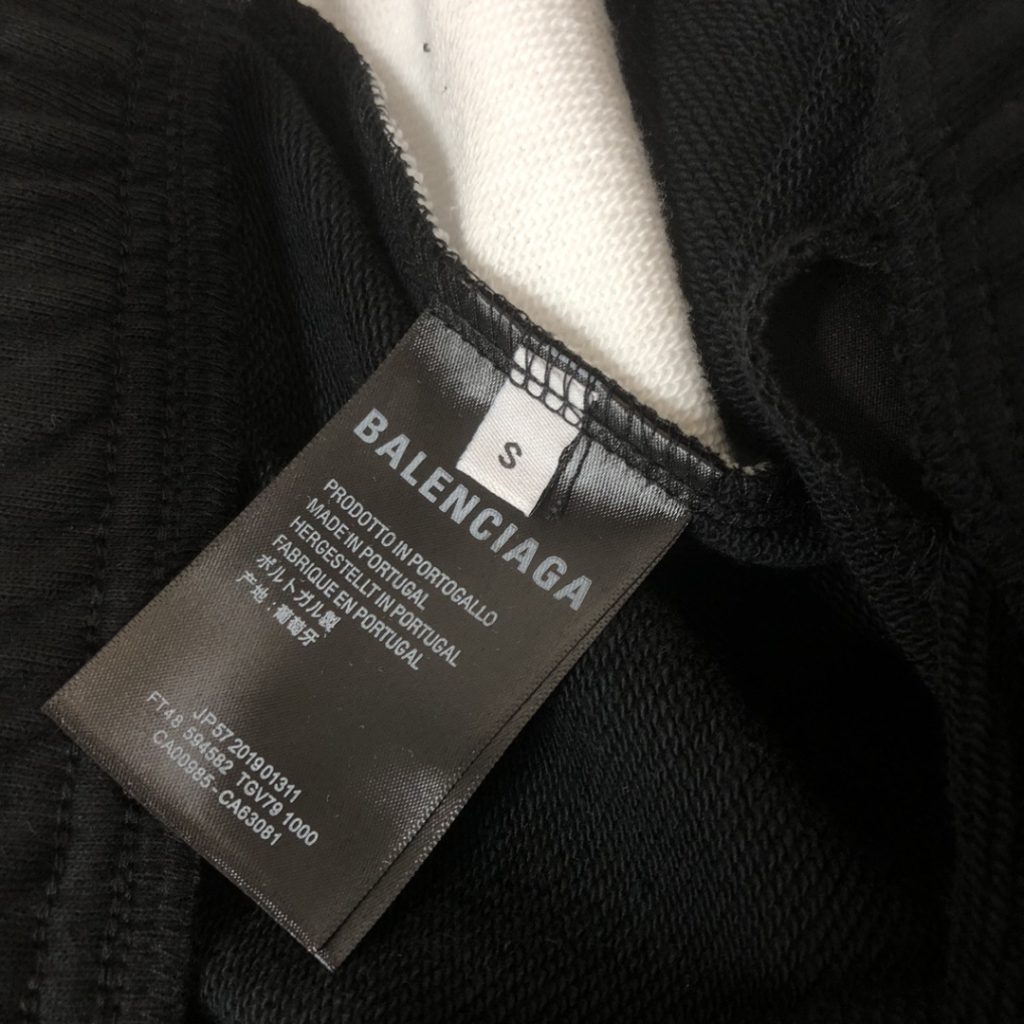 S
BALENCIAGA
PRODOTTO IN PORTOGALLO
MADE IN PORTUGAL
HERGESTELLT IN PORTUGAL
FABRIQUE EN PORTUGAL
ポルトガル製
产地:葡萄牙
JP57 201901311
FT48 594582 TGV79 1000
CA00985-CA63081